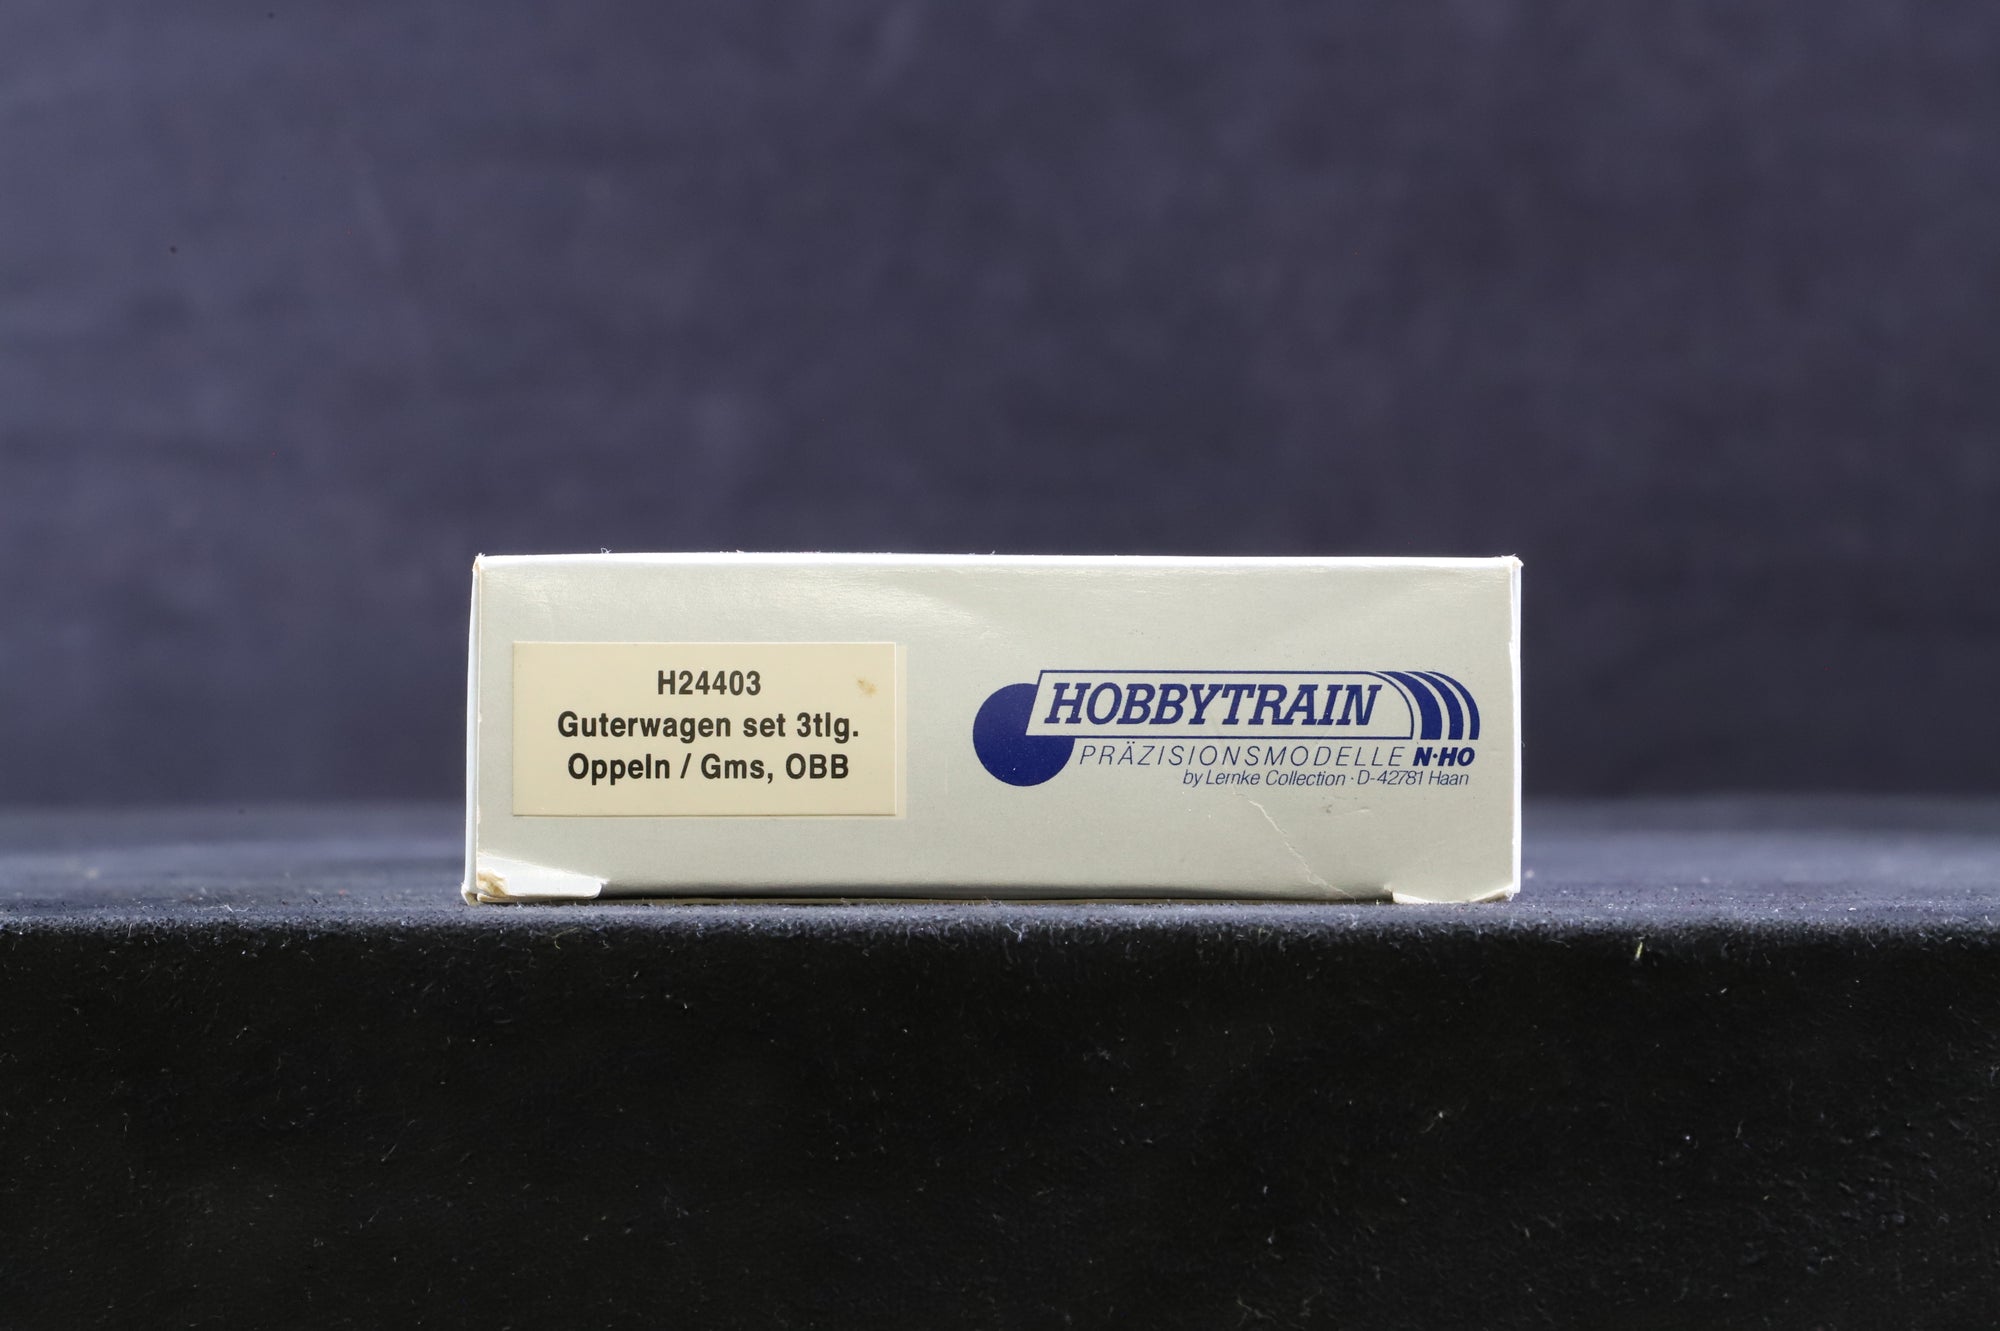 H24403
Guterwagen set 3tlg.
Oppeln / Gms, OBB
HOBBYTRAIN
PRÄZISIONSMODELLE N·HO
by Lemke Collection · D-42781 Haan